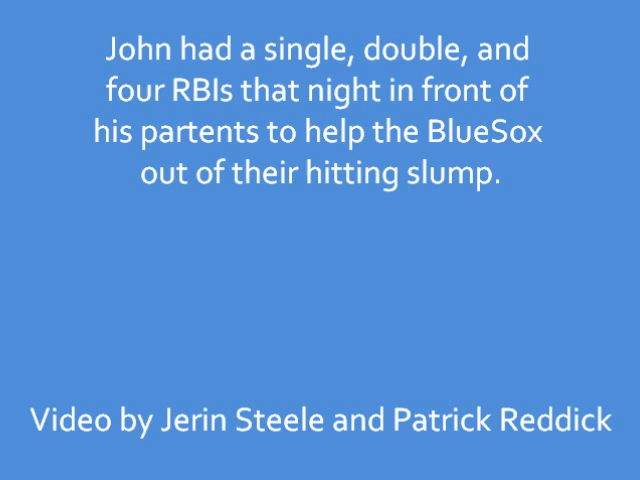 John had a single, double, and
four RBIs that night in front of
his partents to help the BlueSox
out of their hitting slump.
Video by Jerin Steele and Patrick Reddick